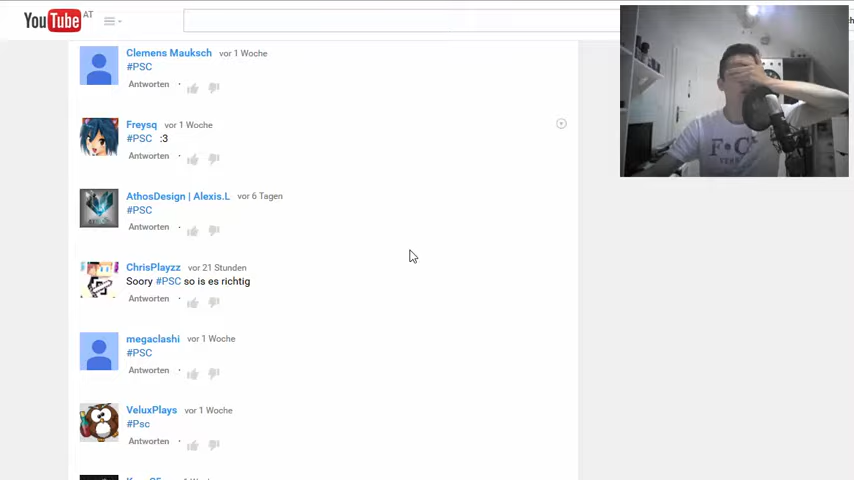 YouTube AT
Clemens Mauksch vor 1 Woche
#PSC
Antworten
Freysq vor 1 Woche
#PSC :3
Antworten
AthosDesign | Alexis.L vor 6 Tagen
#PSC
Antworten
ChrisPlayzz vor 21 Stunden
Soory #PSC so is es richtig
Antworten
megaclashi vor 1 Woche
#PSC
Antworten
VeluxPlays vor 1 Woche
#Psc
Antworten